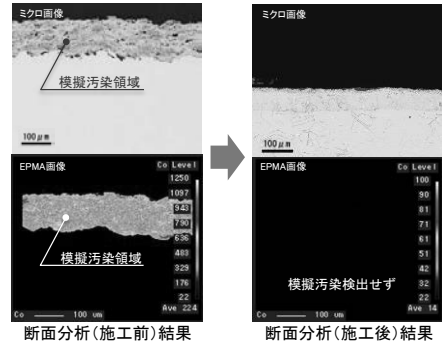 ミクロ画像
模擬汚染領域
100μm
EPMA画像
Co Level
1250
1097
943
790
636
483
329
176
22
模擬汚染領域
Co 100 um Ave 224
断面分析(施工前)結果
ミクロ画像
100μm
EPMA画像
Co Level
100
90
81
71
61
51
42
32
22
模擬汚染検出せず
Co 100 um Ave 14
断面分析(施工後)結果